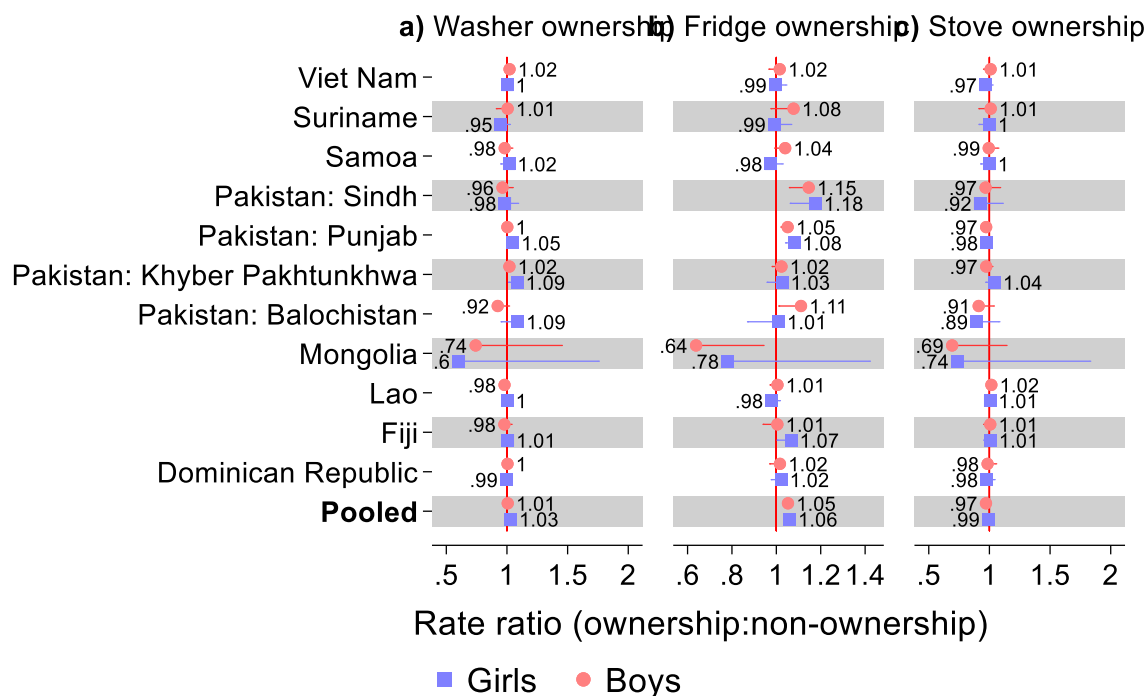 a) Washer ownership b) Fridge ownership c) Stove ownership
Viet Nam 1.02 1.02 1.01
1 .99 .97
Suriname 1.01 1.08 1.01
.95 .99 1
Samoa .98 1.04 .99
1.02 .98 1
Pakistan: Sindh .96 1.15 .97
.98 1.18 .92
Pakistan: Punjab 1 1.05 .97
1.05 1.08 .98
Pakistan: Khyber Pakhtunkhwa 1.02 1.02 .97
1.09 1.03 1.04
Pakistan: Balochistan .92 1.11 .91
1.09 1.01 .89
Mongolia .74 .64 .69
.6 .78 .74
Lao .98 1.01 1.02
1 .98 1.01
Fiji .98 1.01 1.01
1.01 1.07 1.01
Dominican Republic 1 1.02 .98
.99 1.02 .98
Pooled 1.01 1.05 .97
1.03 1.06 .99
.5 1 1.5 2 .6 .8 1 1.2 1.4 .5 1 1.5 2
Rate ratio (ownership:non-ownership)
Girls Boys